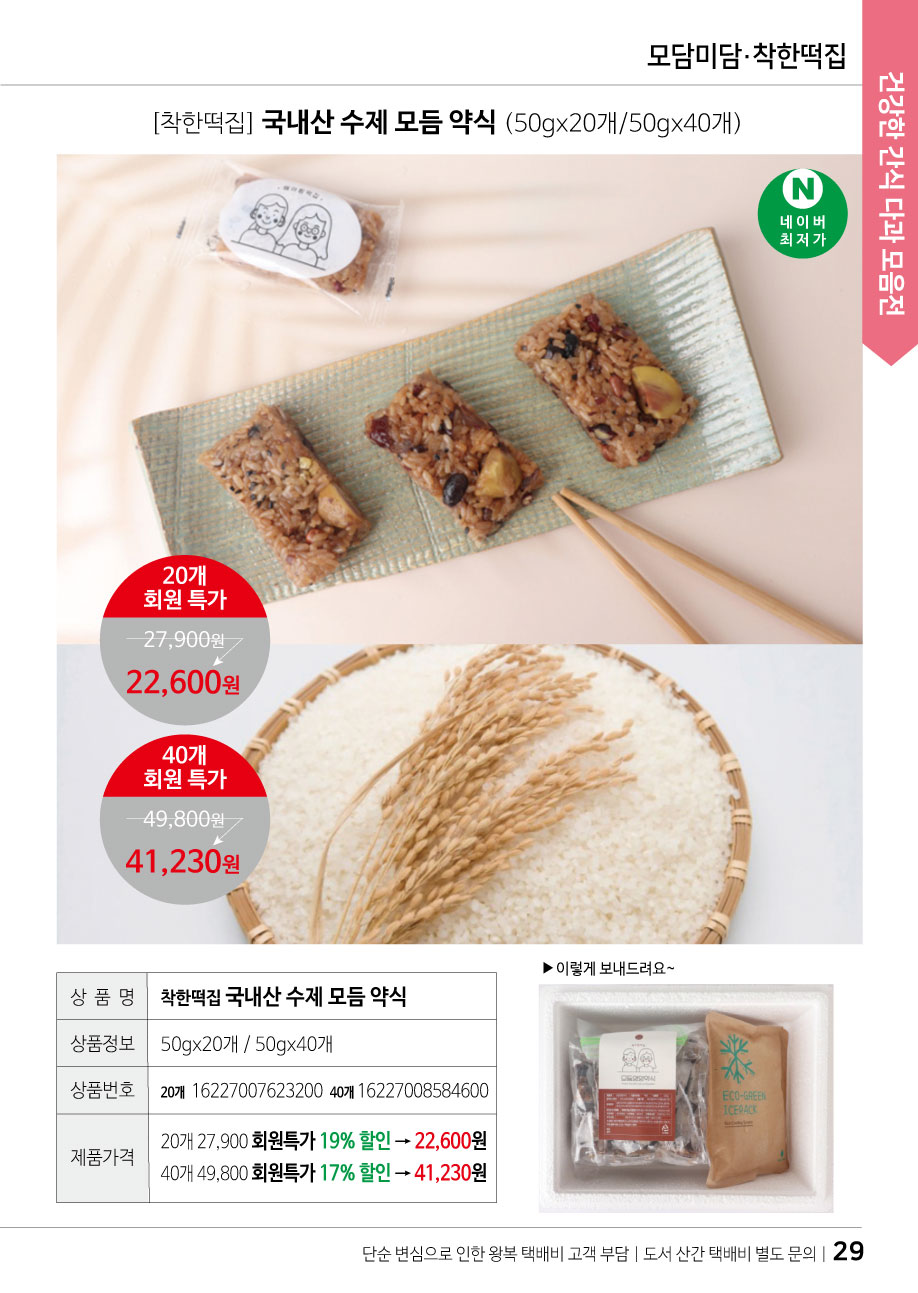 모담미담·착한떡집
건강한 간식 다과 모음전
[착한떡집] 국내산 수제 모듬 약식 (50gx20개/50gx40개)
N
네이버
최저가
20개
회원 특가
27,900원
22,600원
40개
회원 특가
49,800원
41,230원
상 품 명 착한떡집 국내산 수제 모듬 약식
상품정보 50gx20개 / 50gx40개
상품번호 20개 16227007623200 40개 16227008584600
제품가격
20개 27,900 회원특가 19% 할인 → 22,600원
40개 49,800 회원특가 17% 할인 → 41,230원
▶이렇게 보내드려요~
ECO-GREEN
ICEPACK
단순 변심으로 인한 왕복 택배비 고객 부담 | 도서 산간 택배비 별도 문의 | 29